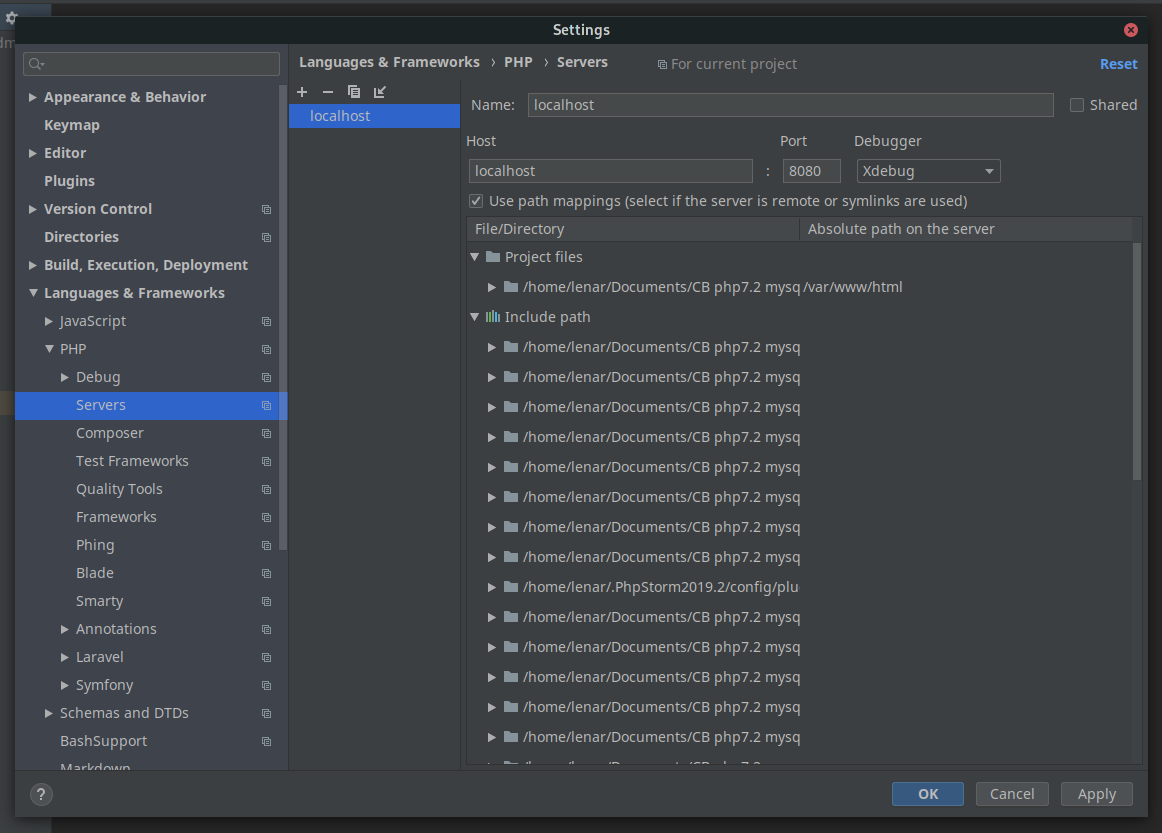 Settings
Languages & Frameworks › PHP › Servers
For current project
Reset
Appearance & Behavior
Keymap
Editor
Plugins
Version Control
Directories
Build, Execution, Deployment
Languages & Frameworks
JavaScript
PHP
Debug
Servers
Composer
Test Frameworks
Quality Tools
Frameworks
Phing
Blade
Smarty
Annotations
Laravel
Symfony
Schemas and DTDs
BashSupport
Markdown
?
localhost
Name: localhost
Shared
Host Port Debugger
localhost : 8080 Xdebug
Use path mappings (select if the server is remote or symlinks are used)
File/Directory Absolute path on the server
Project files
/home/lenar/Documents/CB php7.2 mysq /var/www/html
Include path
/home/lenar/Documents/CB php7.2 mysq
/home/lenar/Documents/CB php7.2 mysq
/home/lenar/Documents/CB php7.2 mysq
/home/lenar/Documents/CB php7.2 mysq
/home/lenar/Documents/CB php7.2 mysq
/home/lenar/Documents/CB php7.2 mysq
/home/lenar/Documents/CB php7.2 mysq
/home/lenar/Documents/CB php7.2 mysq
/home/lenar/.PhpStorm2019.2/config/plu
/home/lenar/Documents/CB php7.2 mysq
/home/lenar/Documents/CB php7.2 mysq
/home/lenar/Documents/CB php7.2 mysq
/home/lenar/Documents/CB php7.2 mysq
/home/lenar/Documents/CB php7.2 mysq
OK Cancel Apply